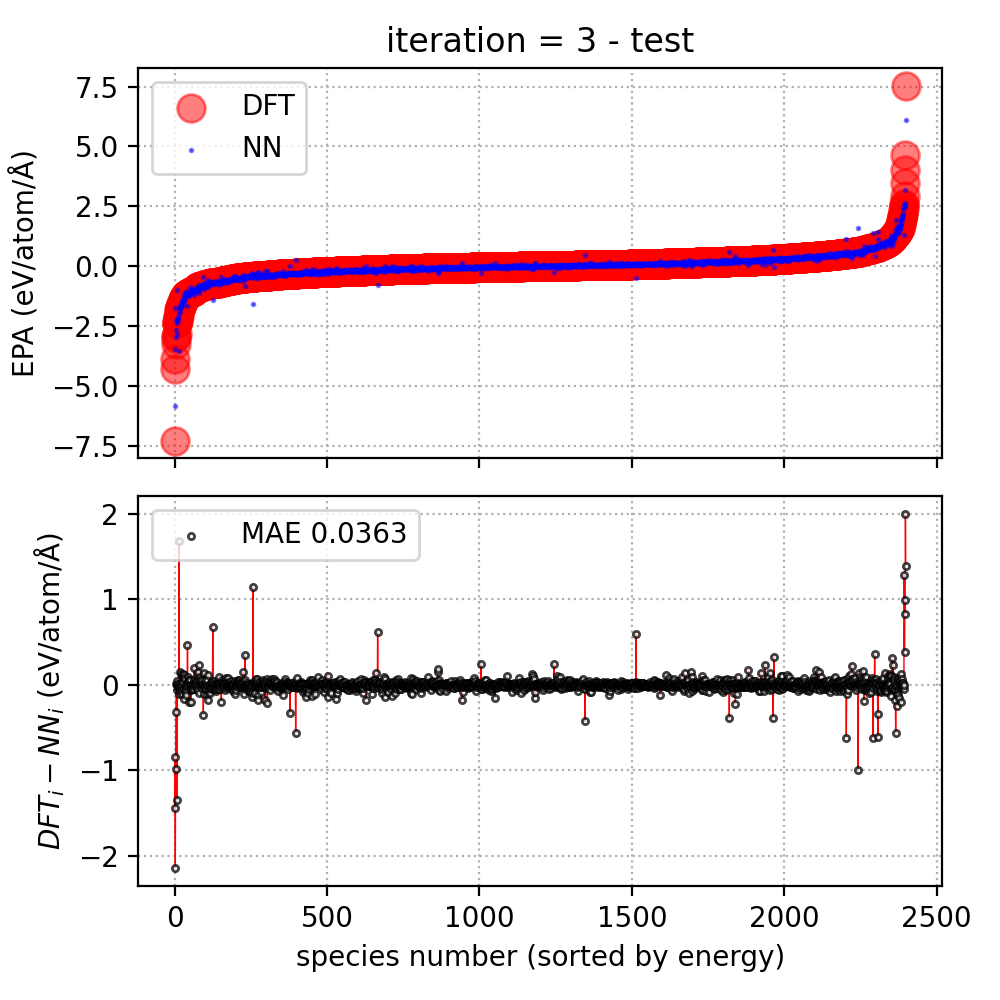 iteration = 3 - test
EPA (eV/atom/Å)
7.5
5.0
2.5
0.0
−2.5
−5.0
−7.5
DFT
NN
DFTᵢ − NNᵢ (eV/atom/Å)
2
1
0
−1
−2
MAE 0.0363
0 500 1000 1500 2000 2500
species number (sorted by energy)